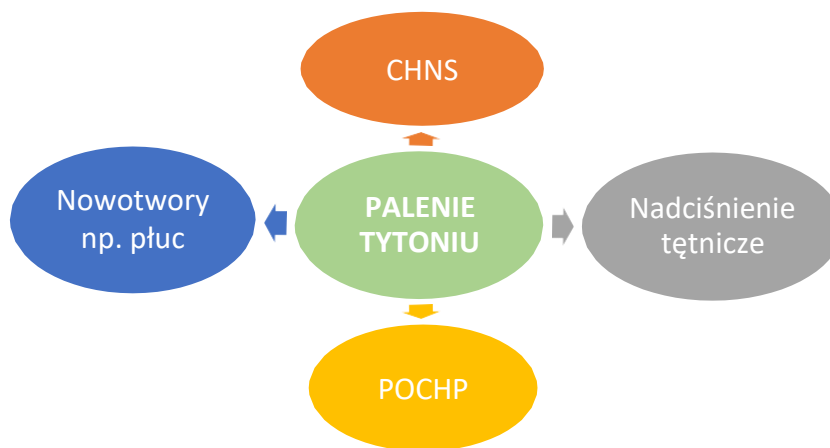 CHNS
Nowotwory
np. płuc
PALENIE
TYTONIU
Nadciśnienie
tętnicze
POCHP